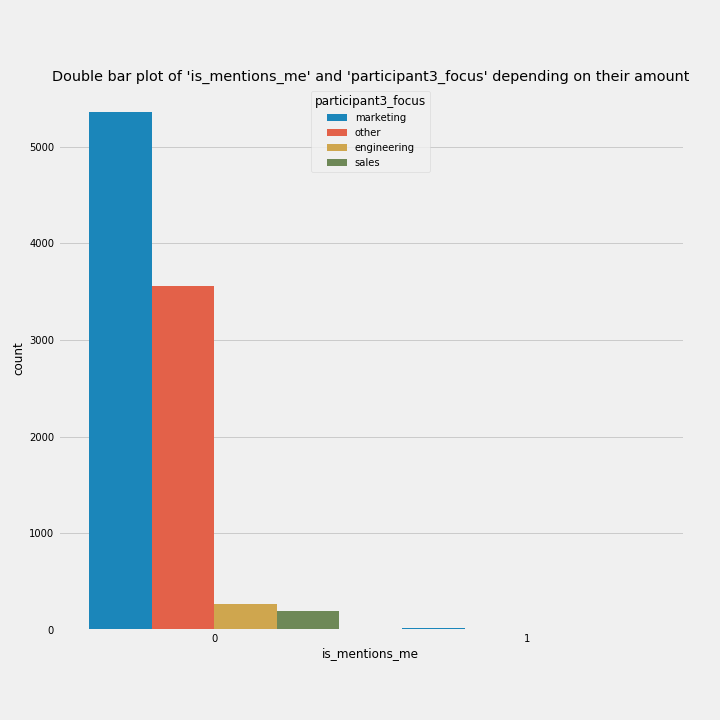 Double bar plot of 'is_mentions_me' and 'participant3_focus' depending on their amount
participant3_focus
marketing
other
engineering
sales
5000
4000
3000
2000
1000
0
count
0
1
is_mentions_me